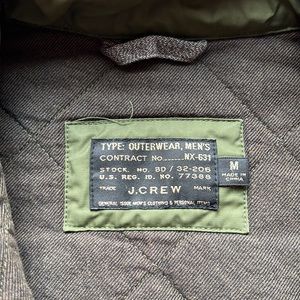 TYPE: OUTERWEAR, MEN'S
CONTRACT No......... NX-631
STOCK. NO. BD / 32-205
U.S. REG. ID. NO. 77388
TRADE J.CREW MARK
GENERAL ISSUE MEN'S CLOTHING & PERSONAL ITEMS
M
MADE IN
CHINA